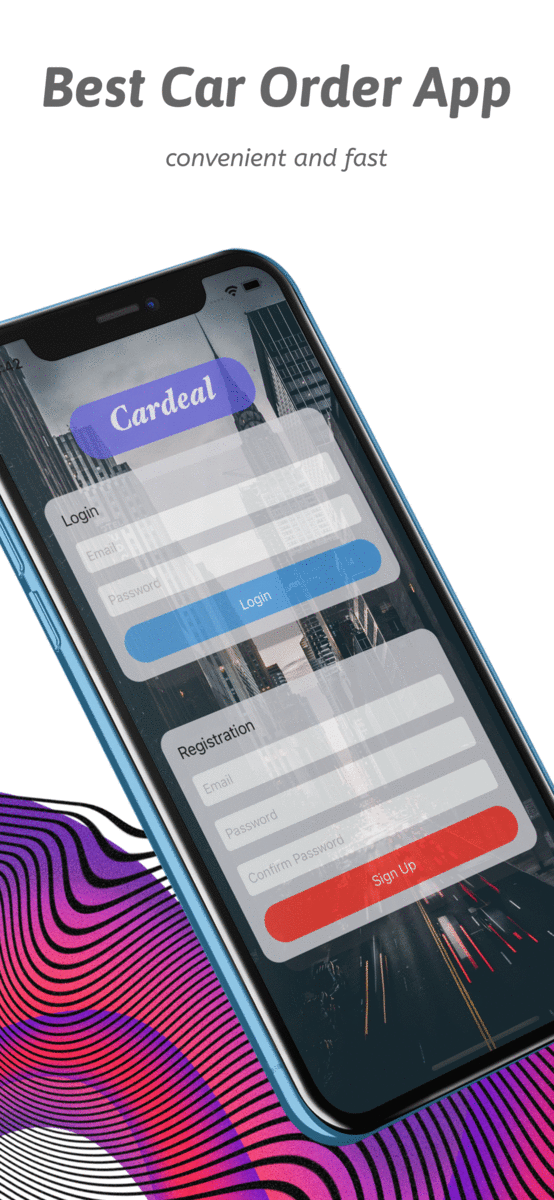 Best Car Order App
convenient and fast
Cardeal
Login
Email
Password
Login
Registration
Email
Password
Confirm Password
Sign Up